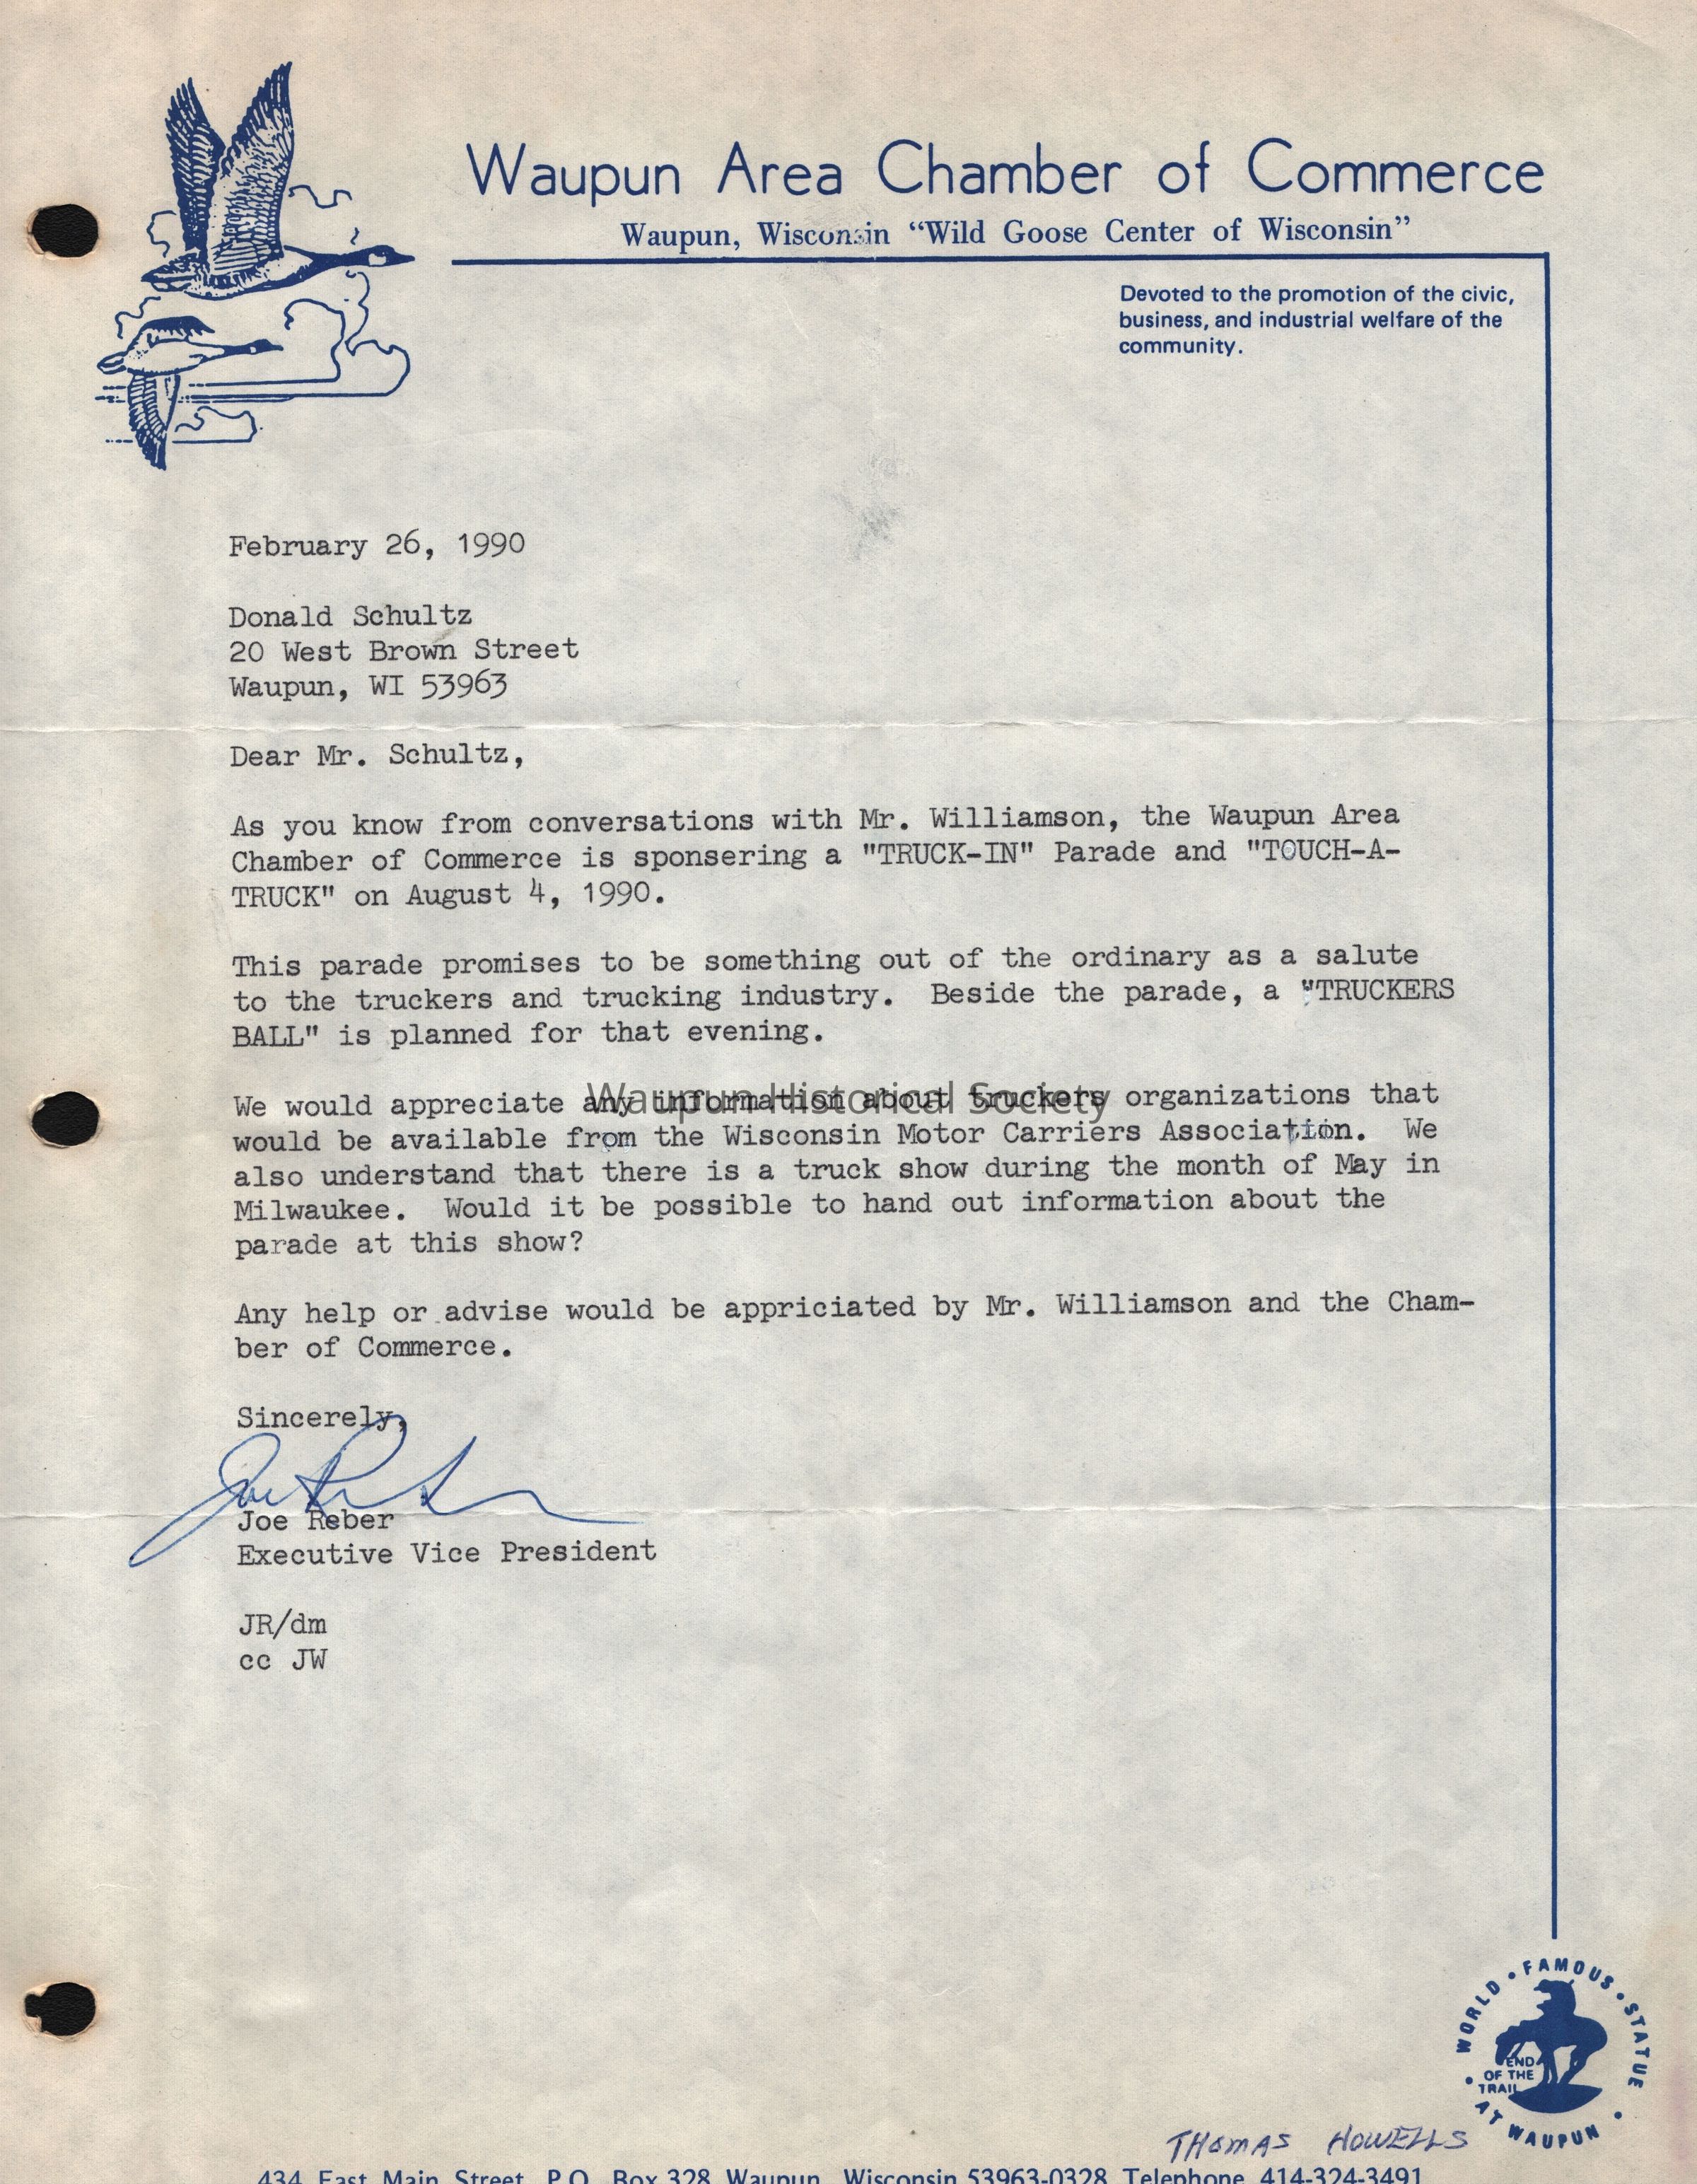 Waupun Area Chamber of Commerce
Waupun, Wisconsin “Wild Goose Center of Wisconsin”
Devoted to the promotion of the civic,
business, and industrial welfare of the
community.
February 26, 1990
Donald Schultz
20 West Brown Street
Waupun, WI 53963
Dear Mr. Schultz,
As you know from conversations with Mr. Williamson, the Waupun Area
Chamber of Commerce is sponsering a "TRUCK-IN" Parade and "TOUCH-A-
TRUCK" on August 4, 1990.
This parade promises to be something out of the ordinary as a salute
to the truckers and trucking industry. Beside the parade, a "TRUCKERS
BALL" is planned for that evening.
We would appreciate any information about truckers organizations that
Waupun Historical Society
would be available from the Wisconsin Motor Carriers Association. We
also understand that there is a truck show during the month of May in
Milwaukee. Would it be possible to hand out information about the
parade at this show?
Any help or advise would be appriciated by Mr. Williamson and the Cham-
ber of Commerce.
Sincerely,
Joe Reber
Joe Reber
Executive Vice President
JR/dm
cc JW
WORLD • FAMOUS • STATUE • AT WAUPUN •
END
OF THE
TRAIL
THOMAS HOWELLS
434 East Main Street, P.O. Box 328, Waupun, Wisconsin 53963-0328 Telephone 414-324-3491